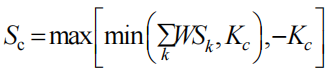 S_c = max[min(∑_k WS_k, K_c), -K_c]